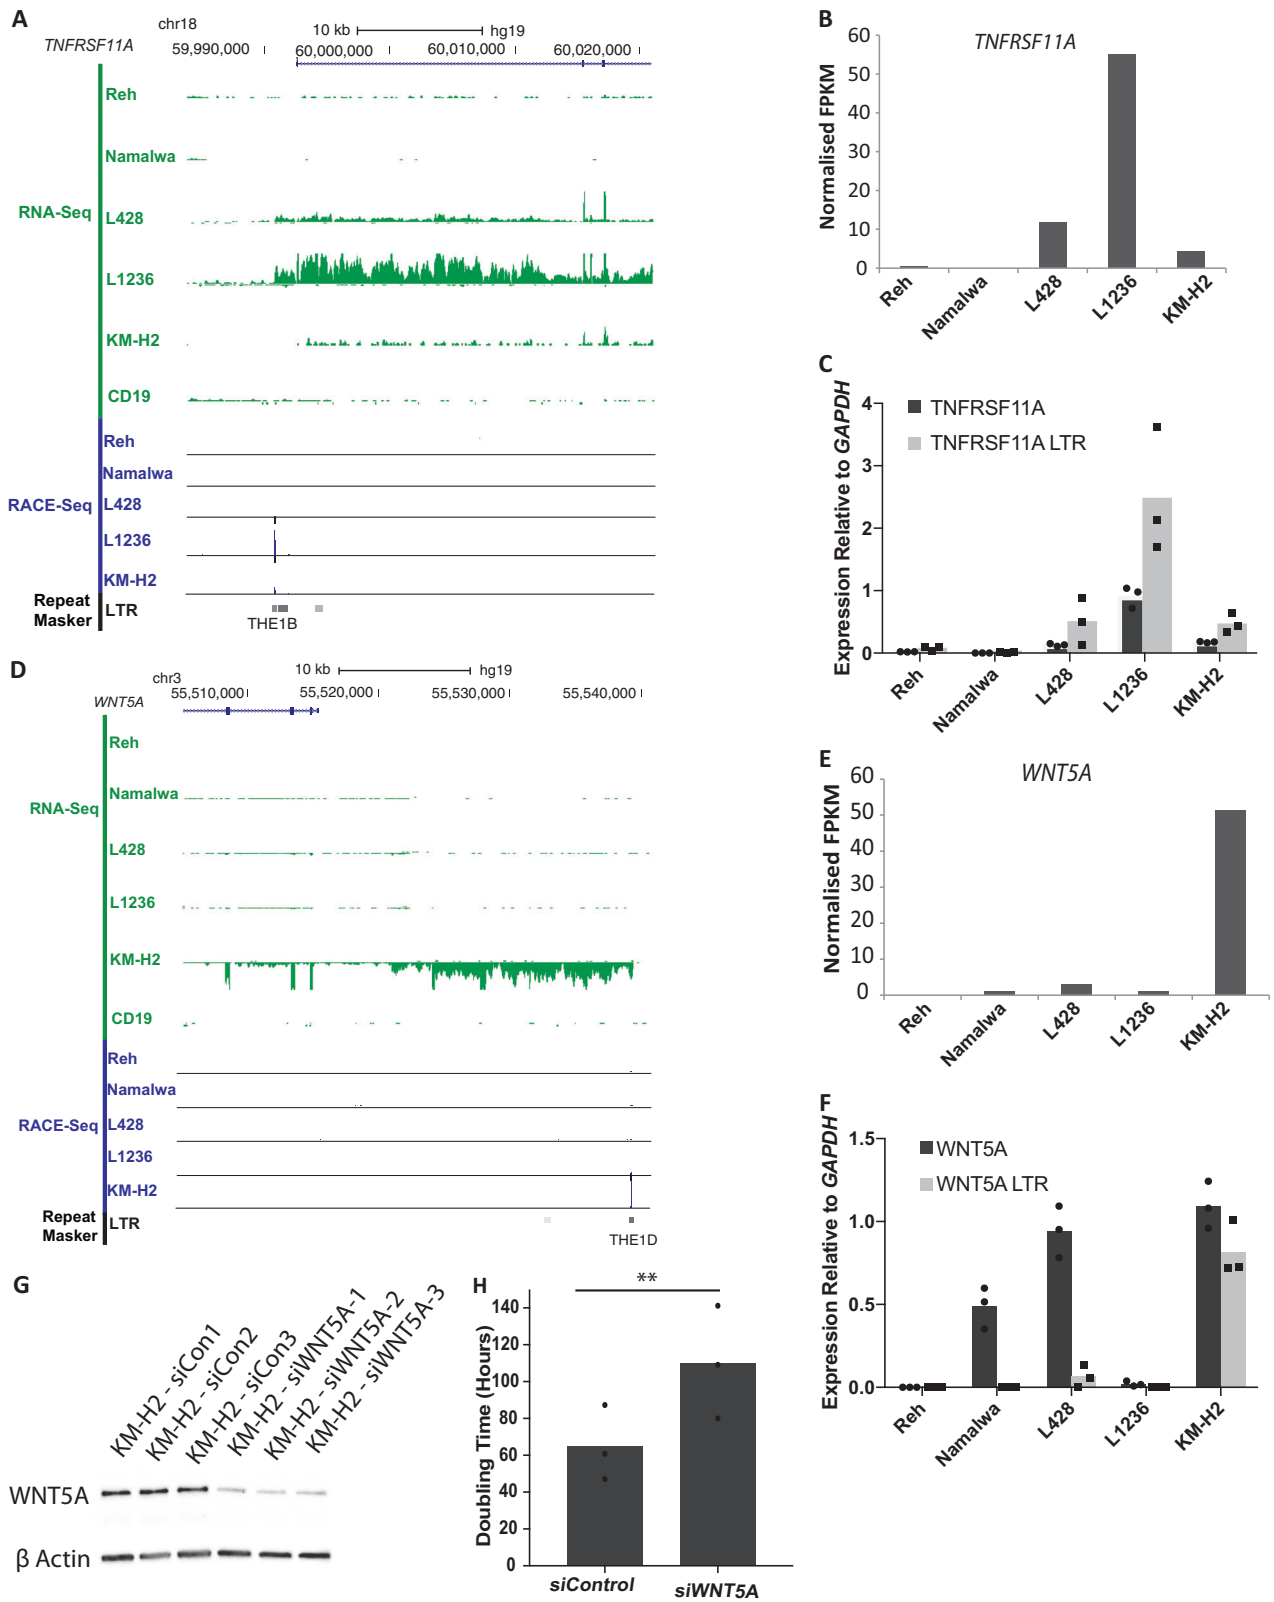 A
chr18
10 kb hg19
TNFRSF11A
59,990,000 60,000,000 60,010,000 60,020,000
RNA-Seq
Reh
Namalwa
L428
L1236
KM-H2
CD19
RACE-Seq
Reh
Namalwa
L428
L1236
KM-H2
Repeat
Masker
LTR
THE1B
B
TNFRSF11A
Normalised FPKM
60
50
40
30
20
10
0
Reh Namalwa L428 L1236 KM-H2
C
Expression Relative to GAPDH
TNFRSF11A
TNFRSF11A LTR
4
3
2
1
0
Reh Namalwa L428 L1236 KM-H2
D
chr3
10 kb hg19
WNT5A
55,510,000 55,520,000 55,530,000 55,540,000
RNA-Seq
Reh
Namalwa
L428
L1236
KM-H2
CD19
RACE-Seq
Reh
Namalwa
L428
L1236
KM-H2
Repeat
Masker
LTR
THE1D
E
WNT5A
Normalised FPKM
60
50
40
30
20
10
0
Reh Namalwa L428 L1236 KM-H2
F
Expression Relative to GAPDH
WNT5A
WNT5A LTR
1.5
1.0
0.5
0.0
Reh Namalwa L428 L1236 KM-H2
G
KM-H2 - siCon1
KM-H2 - siCon2
KM-H2 - siCon3
KM-H2 - siWNT5A-1
KM-H2 - siWNT5A-2
KM-H2 - siWNT5A-3
WNT5A
β Actin
H
**
Doubling Time (Hours)
140
120
100
80
60
40
20
0
siControl siWNT5A